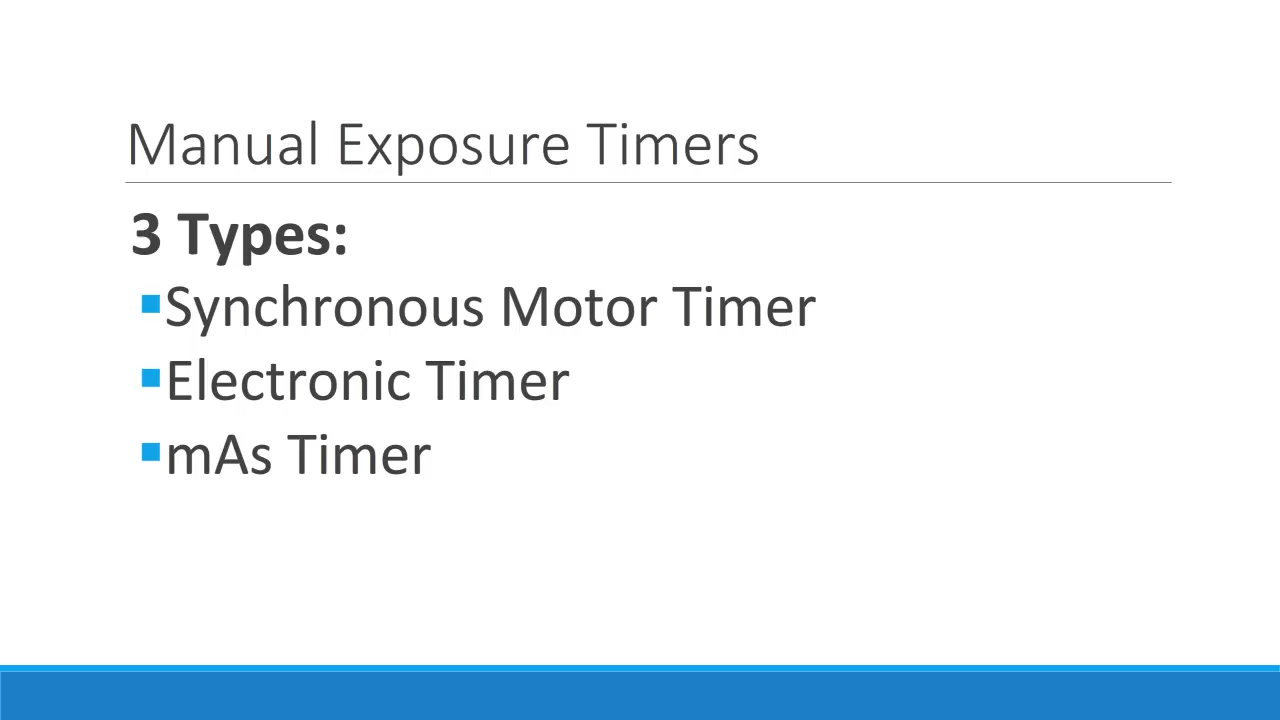 Manual Exposure Timers
3 Types:
▪Synchronous Motor Timer
▪Electronic Timer
▪mAs Timer